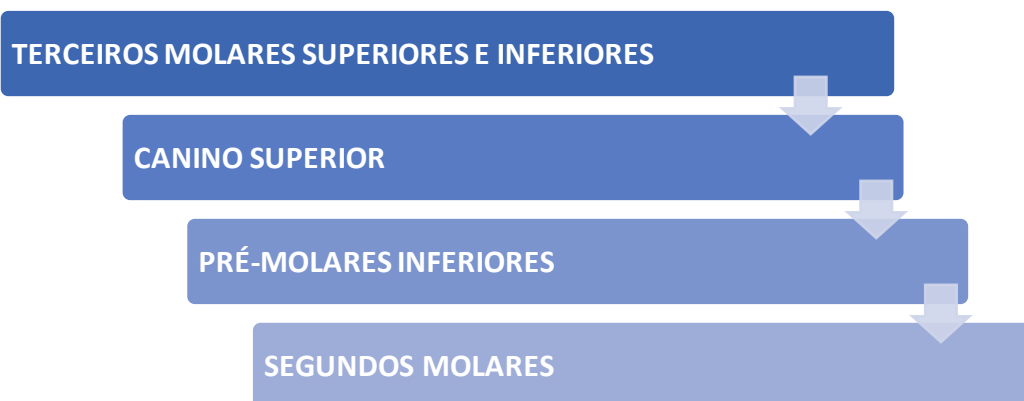 TERCEIROS MOLARES SUPERIORES E INFERIORES
CANINO SUPERIOR
PRÉ-MOLARES INFERIORES
SEGUNDOS MOLARES